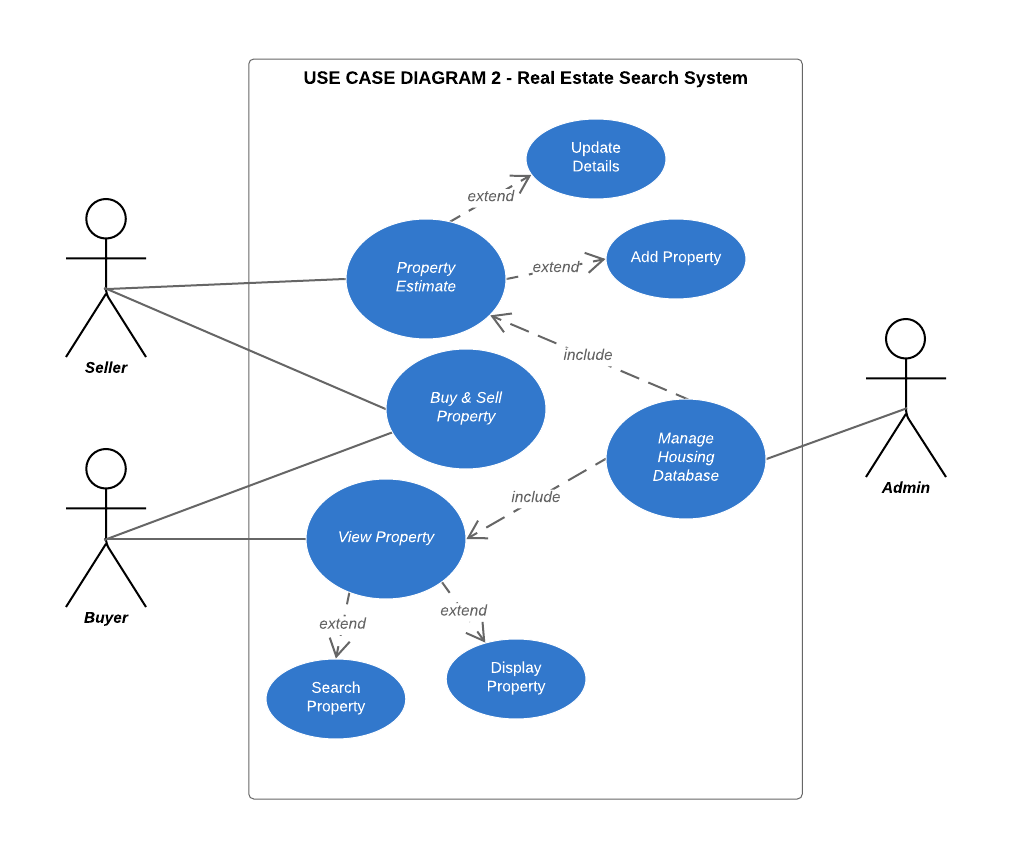 USE CASE DIAGRAM 2 - Real Estate Search System
Update
Details
extend
Property
Estimate
extend
Add Property
Seller
include
Buy & Sell
Property
Manage
Housing
Database
Admin
include
View Property
Buyer
extend
extend
Search
Property
Display
Property